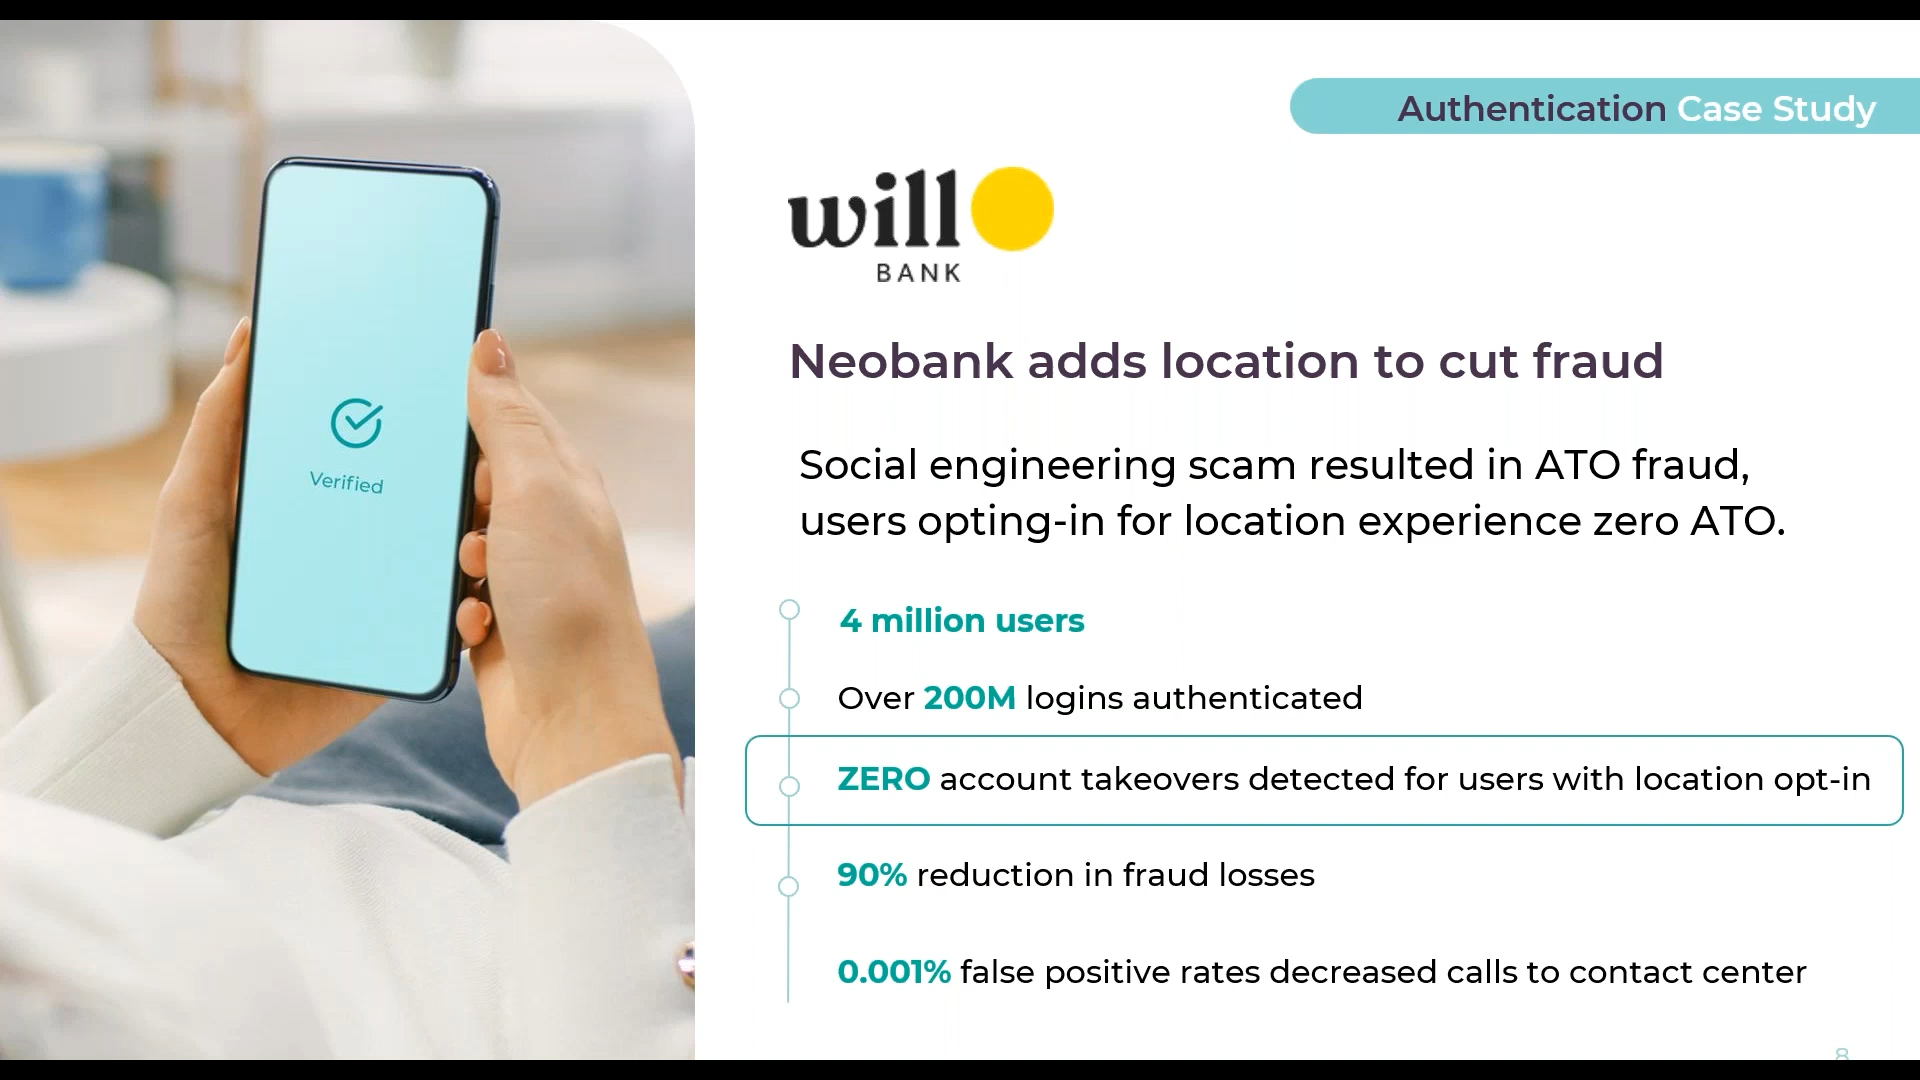 Authentication Case Study
will
BANK
Neobank adds location to cut fraud
Social engineering scam resulted in ATO fraud,
users opting-in for location experience zero ATO.
4 million users
Over 200M logins authenticated
ZERO account takeovers detected for users with location opt-in
90% reduction in fraud losses
0.001% false positive rates decreased calls to contact center
Verified
8